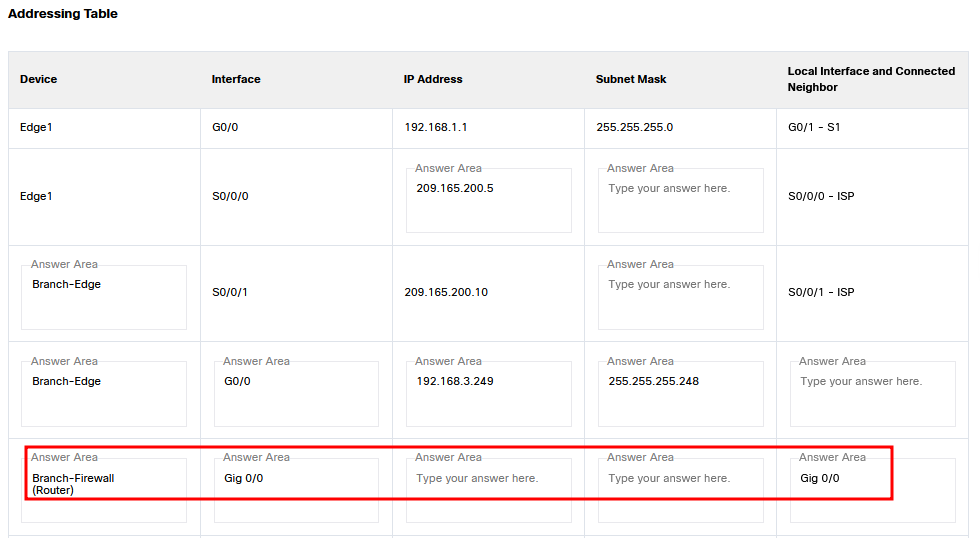 Addressing Table
Device Interface IP Address Subnet Mask Local Interface and Connected
Neighbor
Edge1 G0/0 192.168.1.1 255.255.255.0 G0/1 - S1
Answer Area Answer Area
209.165.200.5 Type your answer here.
Edge1 S0/0/0 S0/0/0 - ISP
Answer Area Answer Area
Branch-Edge Type your answer here.
S0/0/1 209.165.200.10 S0/0/1 - ISP
Answer Area Answer Area Answer Area Answer Area Answer Area
Branch-Edge G0/0 192.168.3.249 255.255.255.248 Type your answer here.
Answer Area Answer Area Answer Area Answer Area Answer Area
Branch-Firewall Gig 0/0 Type your answer here. Type your answer here. Gig 0/0
(Router)